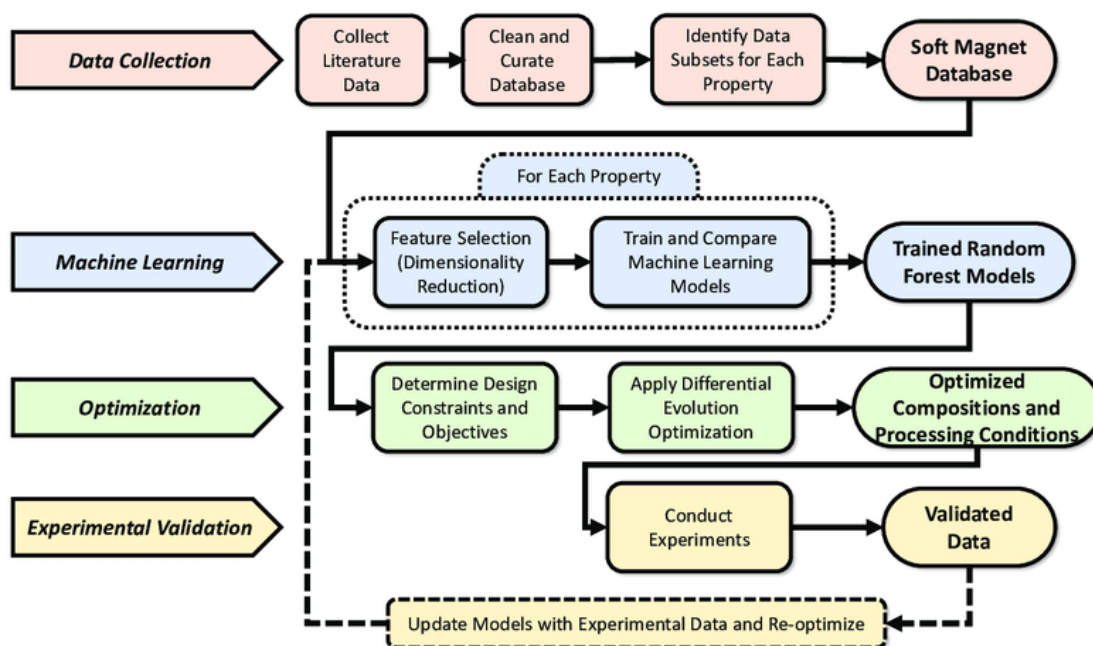 Data Collection
Collect
Literature
Data
Clean and
Curate
Database
Identify Data
Subsets for Each
Property
Soft Magnet
Database
For Each Property
Machine Learning
Feature Selection
(Dimensionality
Reduction)
Train and Compare
Machine Learning
Models
Trained Random
Forest Models
Optimization
Determine Design
Constraints and
Objectives
Apply Differential
Evolution
Optimization
Optimized
Compositions and
Processing Conditions
Experimental Validation
Conduct
Experiments
Validated
Data
Update Models with Experimental Data and Re-optimize